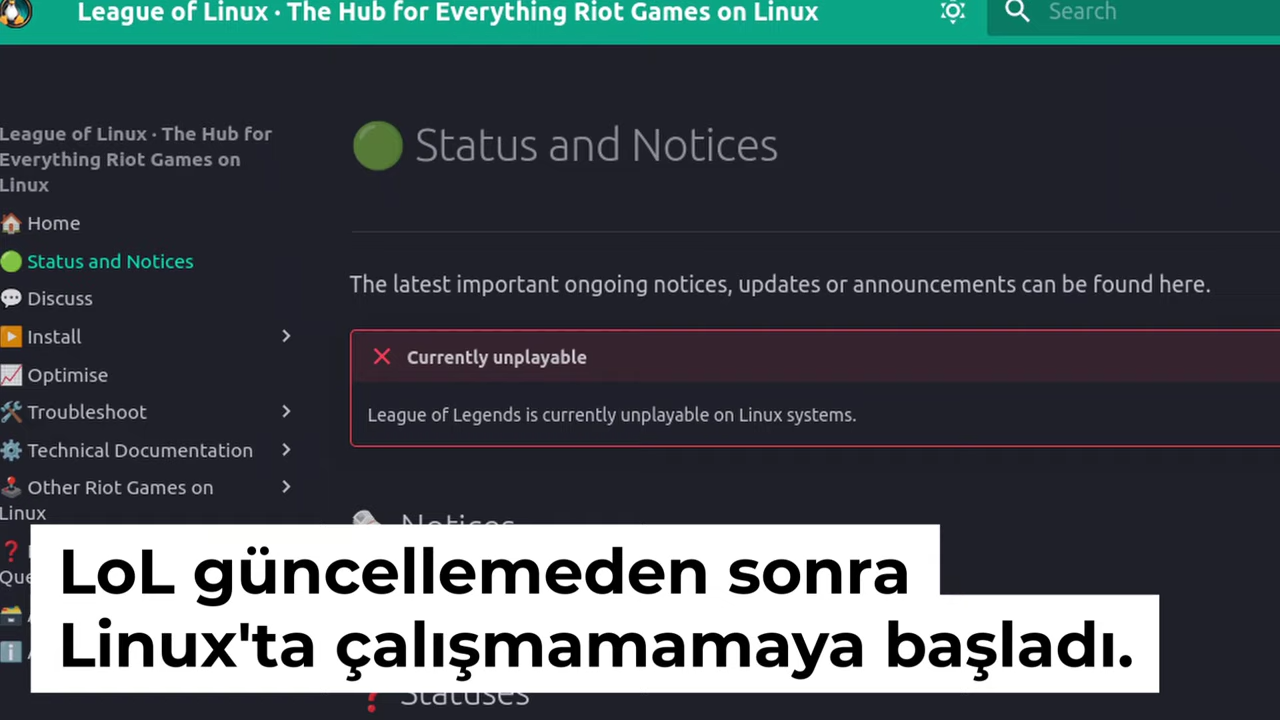 League of Linux · The Hub for Everything Riot Games on Linux
Search
League of Linux · The Hub for
Everything Riot Games on
Linux
Home
Status and Notices
Discuss
Install
Optimise
Troubleshoot
Technical Documentation
Other Riot Games on
Linux
Status and Notices
The latest important ongoing notices, updates or announcements can be found here.
Currently unplayable
League of Legends is currently unplayable on Linux systems.
Notices
LoL güncellemeden sonra
Linux'ta çalışmamamaya başladı.
Statuses